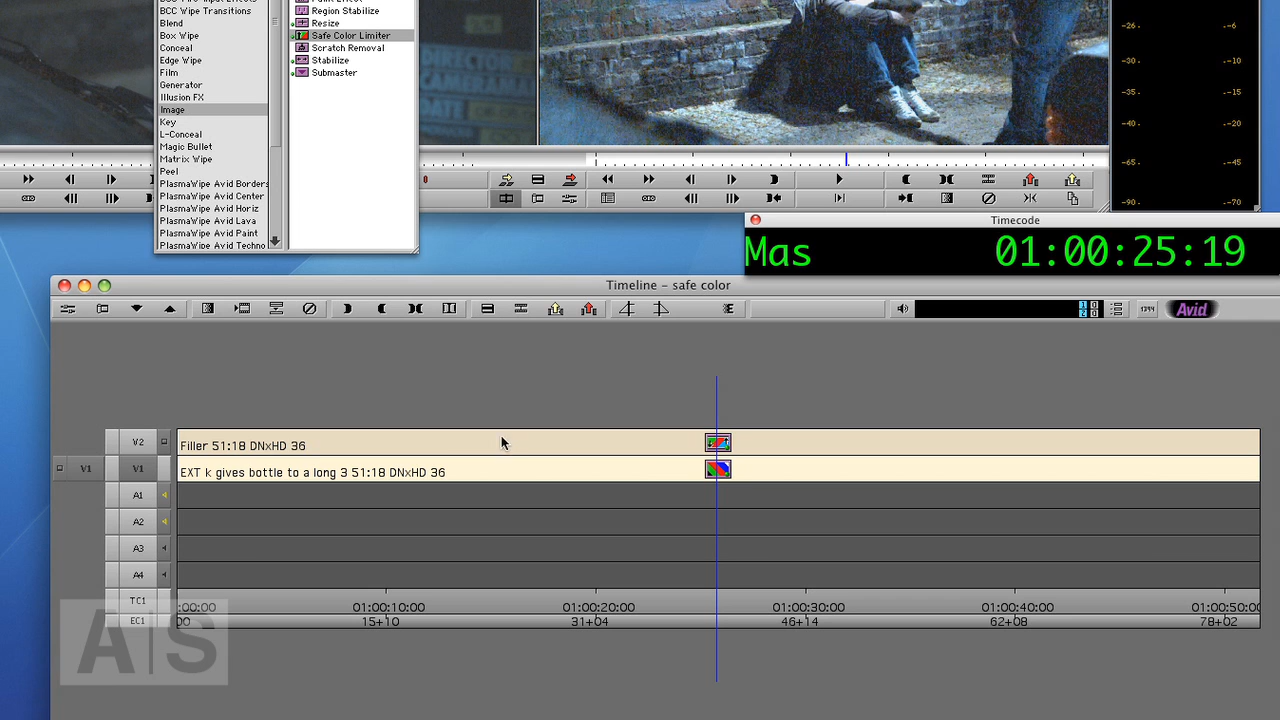 BCC Wipe Transitions
Blend
Box Wipe
Conceal
Edge Wipe
Film
Generator
Illusion FX
Image
Key
L-Conceal
Magic Bullet
Matrix Wipe
Peel
PlasmaWipe Avid Borders
PlasmaWipe Avid Center
PlasmaWipe Avid Horiz
PlasmaWipe Avid Lava
PlasmaWipe Avid Paint
PlasmaWipe Avid Techno
Region Stabilize
Resize
Safe Color Limiter
Scratch Removal
Stabilize
Submaster
DIRECTOR
CAMERAMAN
DATE
-26 -6
-30 -10
-35 -15
-40 -20
-65 -45
-90 -70
Timecode
Mas 01:00:25:19
Timeline - safe color
Avid
V2 Filler 51:18 DNxHD 36
V1 V1 EXT k gives bottle to a long 3 51:18 DNxHD 36
A1
A2
A3
A4
TC1 :00:00 01:00:10:00 01:00:20:00 01:00:30:00 01:00:40:00 01:00:50:00
EC1 00 15+10 31+04 46+14 62+08 78+02
A|S